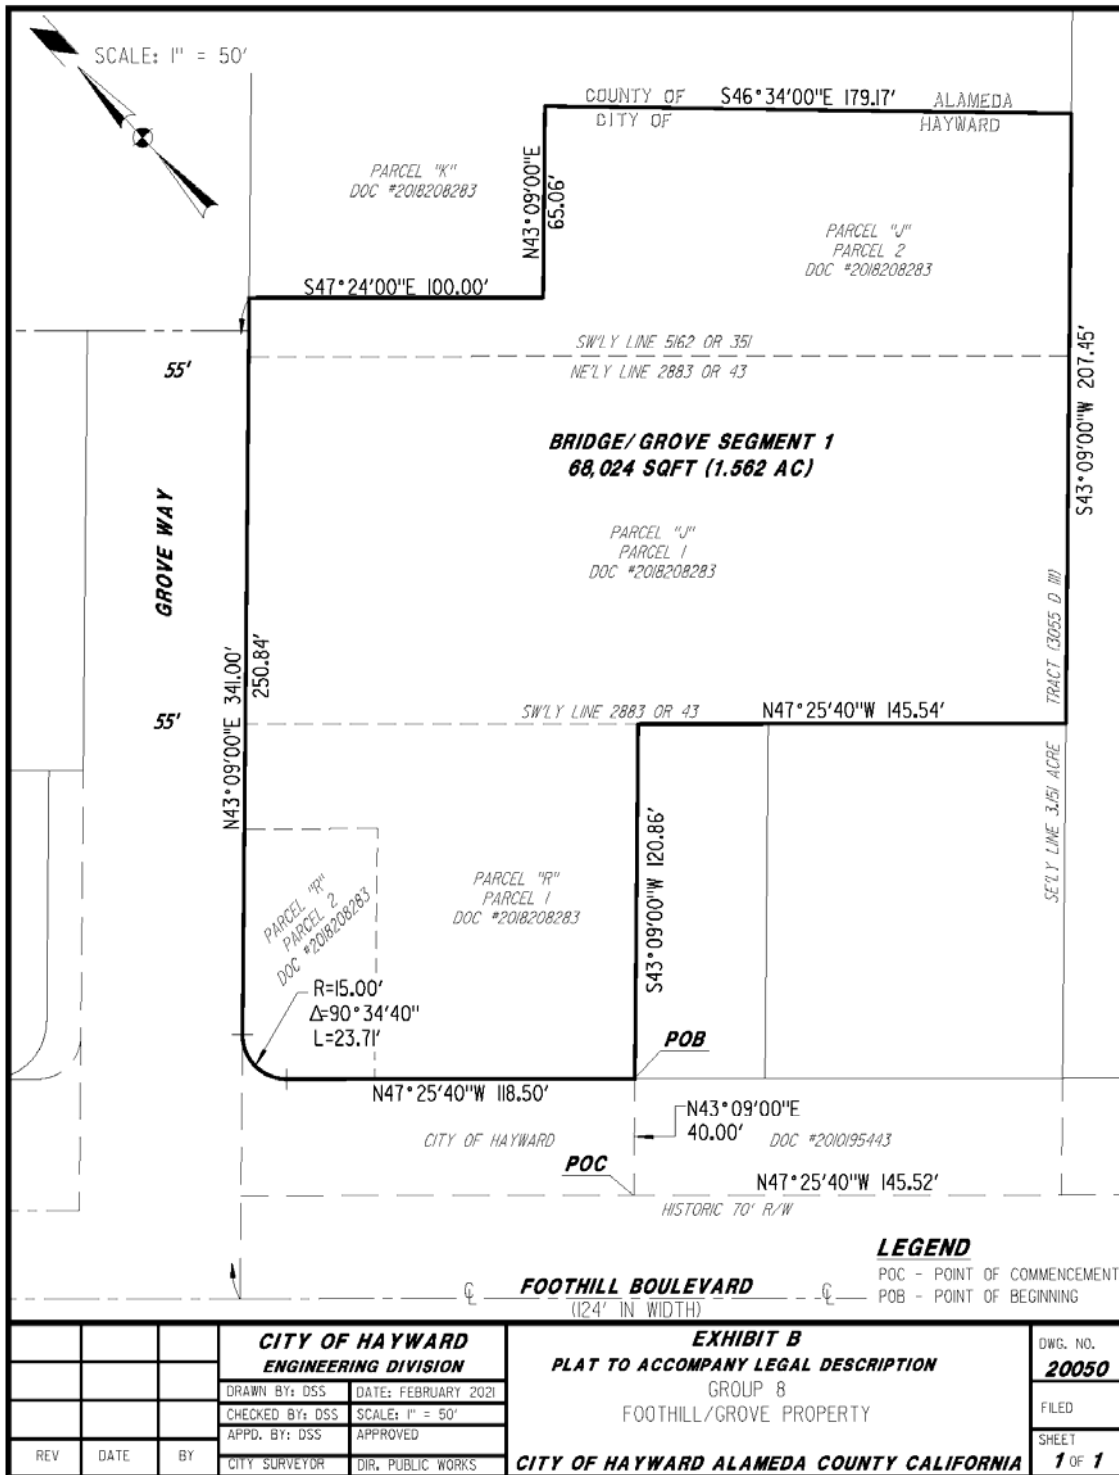 SCALE: 1" = 50'
COUNTY OF
S46°34'00"E 179.17'
ALAMEDA
CITY OF
HAYWARD
N43°09'00"E
65.06'
PARCEL "K"
DOC #2018208283
PARCEL "J"
PARCEL 2
DOC #2018208283
S47°24'00"E 100.00'
SW'LY LINE 5162 OR 351
NE'LY LINE 2883 OR 43
55'
S43°09'00"W 207.45'
BRIDGE/GROVE SEGMENT 1
68,024 SQFT (1.562 AC)
GROVE WAY
PARCEL "J"
PARCEL 1
DOC #2018208283
N43°09'00"E 341.00'
250.84'
55'
SW'LY LINE 2883 OR 43
N47°25'40"W 145.54'
SE'LY LINE 3.151 ACRE TRACT (3055 D 111)
S43°09'00"W 120.86'
PARCEL "R"
PARCEL 2
DOC #2018208283
PARCEL "R"
PARCEL 1
DOC #2018208283
R=15.00'
Δ=90°34'40"
L=23.71'
POB
N47°25'40"W 118.50'
N43°09'00"E
40.00'
CITY OF HAYWARD
DOC #2010195443
POC
N47°25'40"W 145.52'
HISTORIC 70' R/W
LEGEND
POC - POINT OF COMMENCEMENT
POB - POINT OF BEGINNING
℄ FOOTHILL BOULEVARD ℄
(124' IN WIDTH)
REV DATE BY
CITY OF HAYWARD
ENGINEERING DIVISION
DRAWN BY: DSS DATE: FEBRUARY 2021
CHECKED BY: DSS SCALE: 1" = 50'
APPD. BY: DSS APPROVED
CITY SURVEYOR DIR. PUBLIC WORKS
EXHIBIT B
PLAT TO ACCOMPANY LEGAL DESCRIPTION
GROUP 8
FOOTHILL/GROVE PROPERTY
CITY OF HAYWARD ALAMEDA COUNTY CALIFORNIA
DWG. NO.
20050
FILED
SHEET
1 OF 1